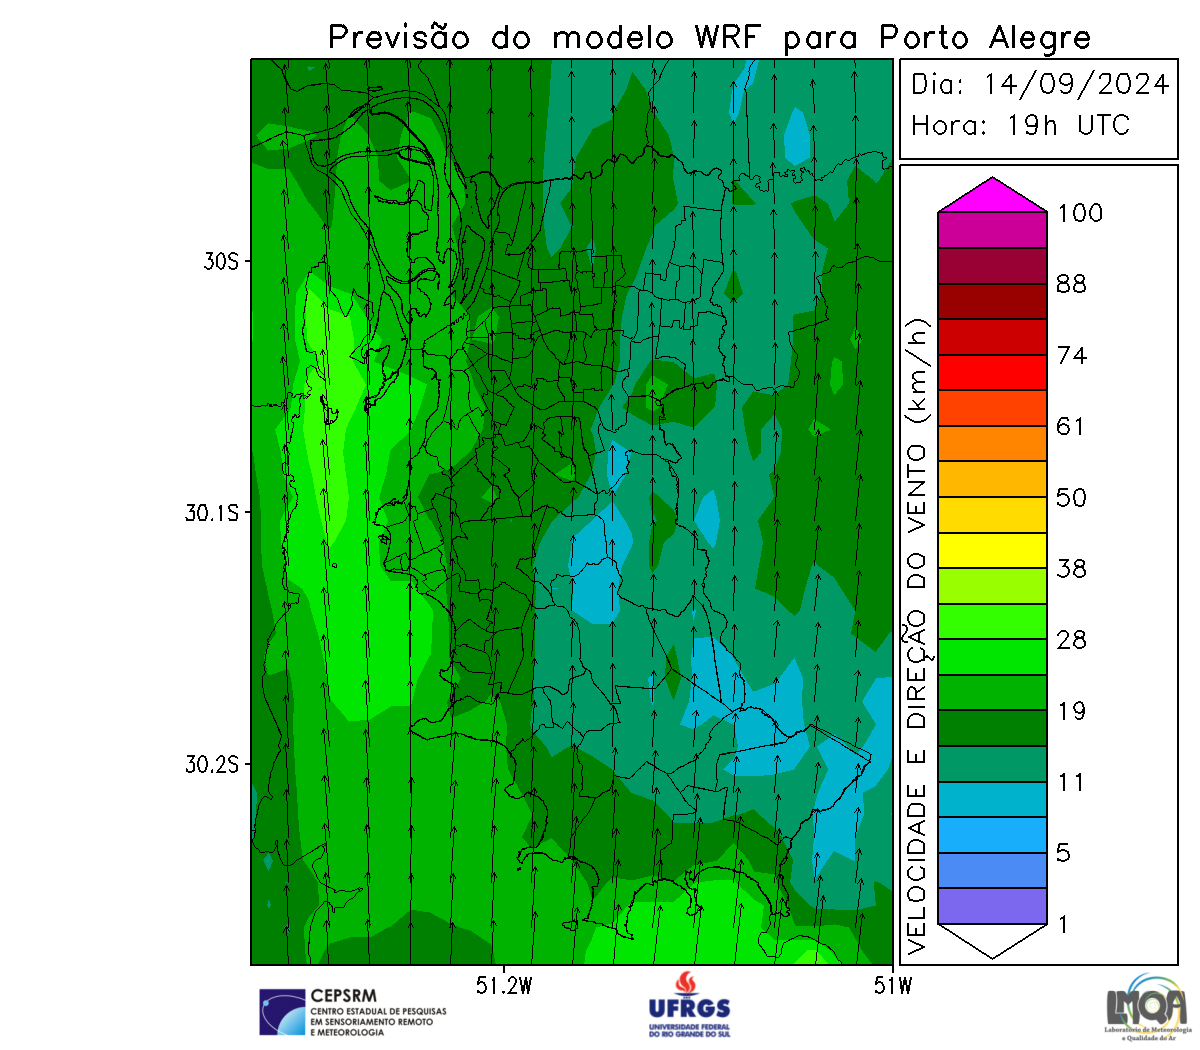 Previsão do modelo WRF para Porto Alegre
Dia: 14/09/2024
Hora: 19h UTC
30S
30.1S
30.2S
51.2W
51W
VELOCIDADE E DIREÇÃO DO VENTO (km/h)
100
88
74
61
50
38
28
19
11
5
1
CEPSRM
CENTRO ESTADUAL DE PESQUISAS
EM SENSORIAMENTO REMOTO
E METEOROLOGIA
UFRGS
UNIVERSIDADE FEDERAL
DO RIO GRANDE DO SUL
LMQA
Laboratório de Meteorologia
e Qualidade do Ar